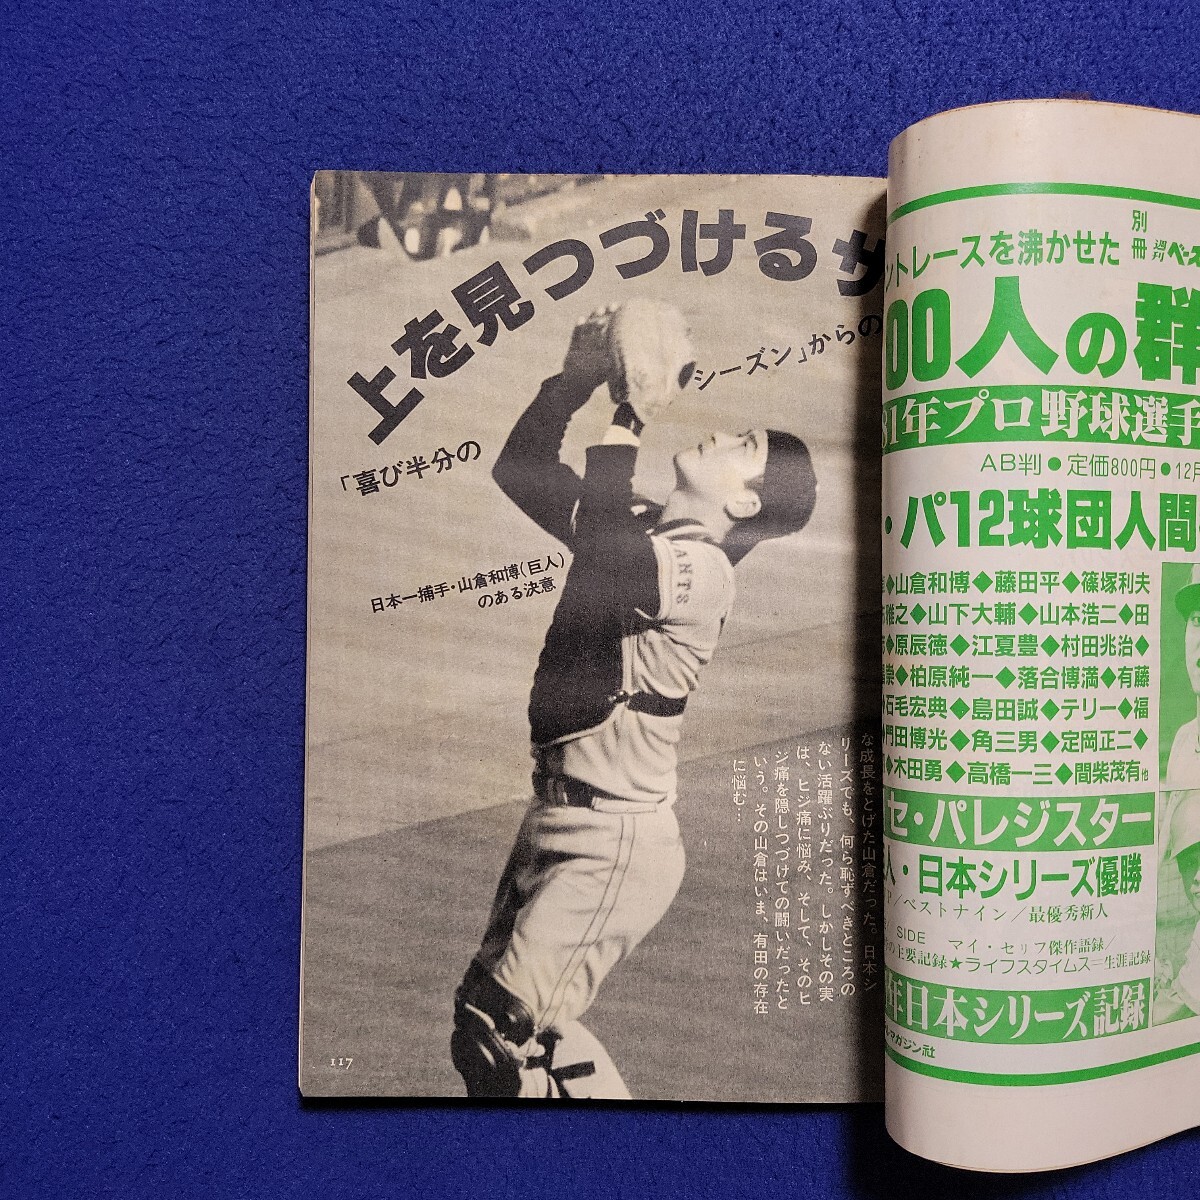 上を見つづけるサ
「喜び半分の
シーズン」からの
日本一捕手・山倉和博(巨人)
のある決意
な成長をとげた山倉だった。日本シ
リーズでも、何ら恥ずべきところの
ない活躍ぶりだった。しかしその実
は、ヒジ痛に悩み、そして、そのヒ
ジ痛を隠しつづけての闘いだったと
いう。その山倉はいま、有田の存在
に悩む…
117
別冊
週刊
ベース
ントレースを沸かせた
00人の群
81年プロ野球選手
AB判●定価800円●12月
・パ12球団人間
◆山倉和博◆藤田平◆篠塚利夫
雅之◆山下大輔◆山本浩二◆田
◆原辰徳◆江夏豊◆村田兆治◆
崇◆柏原純一◆落合博満◆有藤
◆石毛宏典◆島田誠◆テリー◆福
◆門田博光◆角三男◆定岡正二◆
◆木田勇◆高橋一三◆間柴茂有他
セ・パレジスター
人・日本シリーズ優勝
/ベストナイン/最優秀新人
SIDE マイ・セリフ傑作語録/
の主要記録★ライフスタイムズ=生涯記録
年日本シリーズ記録
ルマガジン社
ANTS